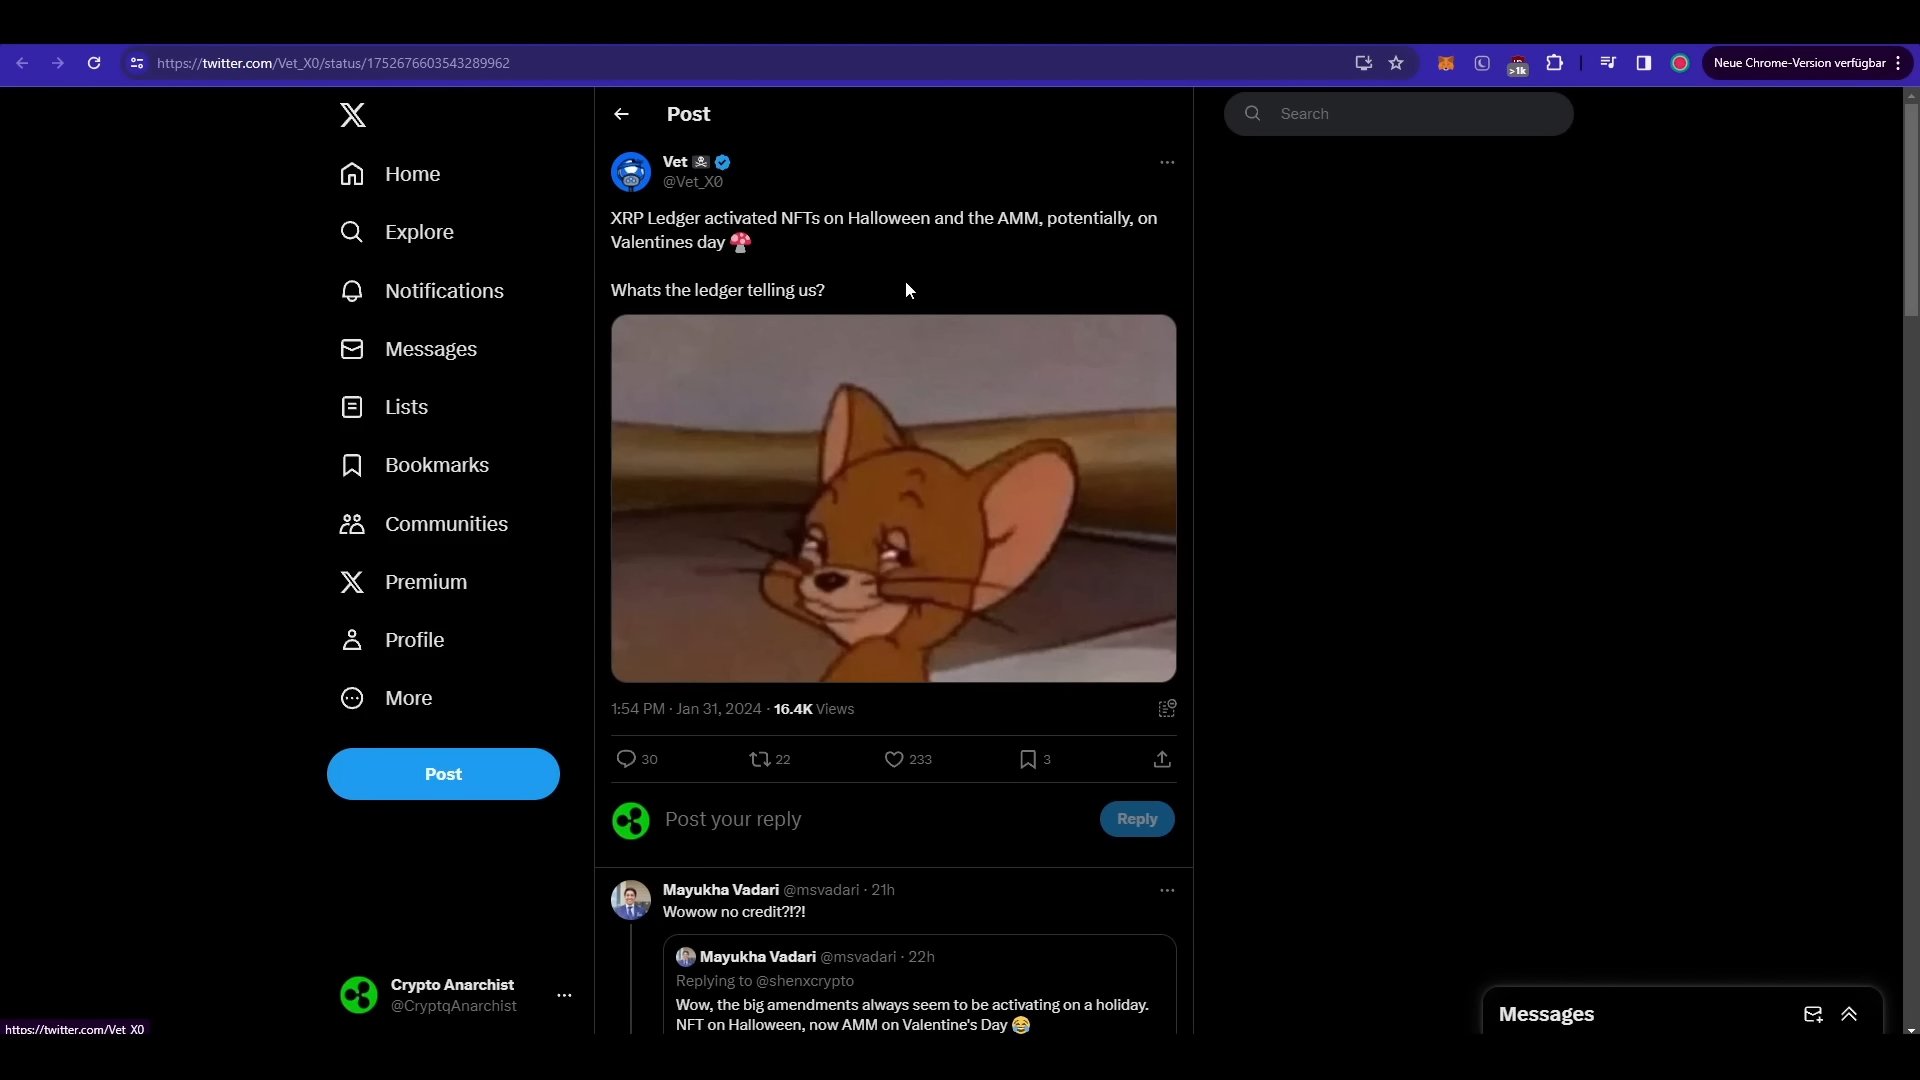 https://twitter.com/Vet_X0/status/1752676603543289962
>1k
Neue Chrome-Version verfügbar
Post
Search
Home
Explore
Notifications
Messages
Lists
Bookmarks
Communities
Premium
Profile
More
Post
Vet
@Vet_X0
XRP Ledger activated NFTs on Halloween and the AMM, potentially, on
Valentines day 🍄
Whats the ledger telling us?
1:54 PM · Jan 31, 2024 · 16.4K Views
30 22 233 3
Post your reply
Reply
Mayukha Vadari @msvadari · 21h
Wowow no credit?!?!
Mayukha Vadari @msvadari · 22h
Replying to @shenxcrypto
Wow, the big amendments always seem to be activating on a holiday.
NFT on Halloween, now AMM on Valentine's Day 😂
Crypto Anarchist
@CryptqAnarchist
Messages
https://twitter.com/Vet_X0